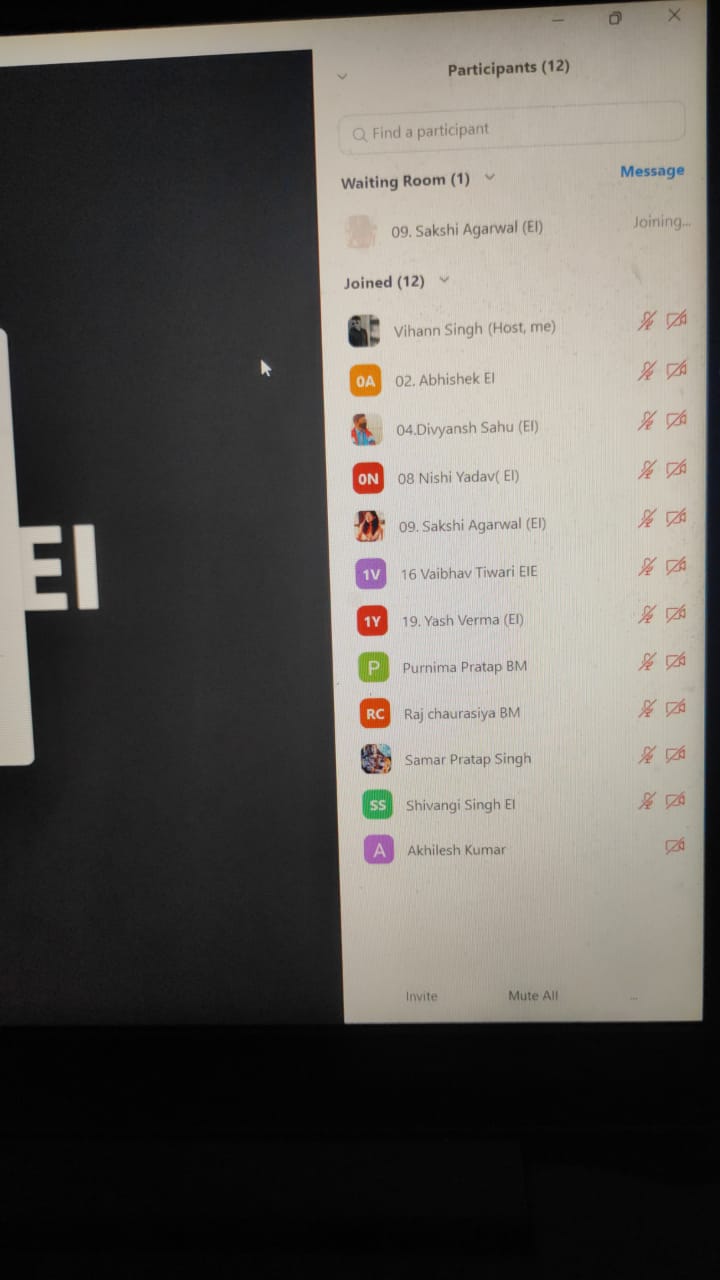 Participants (12)
Find a participant
Waiting Room (1)
Message
09. Sakshi Agarwal (EI)
Joining...
Joined (12)
Vihann Singh (Host, me)
0A
02. Abhishek EI
04.Divyansh Sahu (EI)
0N
08 Nishi Yadav( EI)
09. Sakshi Agarwal (EI)
1V
16 Vaibhav Tiwari EIE
1Y
19. Yash Verma (EI)
P
Purnima Pratap BM
RC
Raj chaurasiya BM
Samar Pratap Singh
SS
Shivangi Singh EI
A
Akhilesh Kumar
EI
Invite
Mute All
...